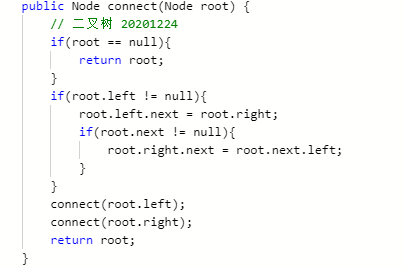 public Node connect(Node root) {
    // 二叉树 20201224
    if(root == null){
        return root;
    }
    if(root.left != null){
        root.left.next = root.right;
        if(root.next != null){
            root.right.next = root.next.left;
        }
    }
    connect(root.left);
    connect(root.right);
    return root;
}